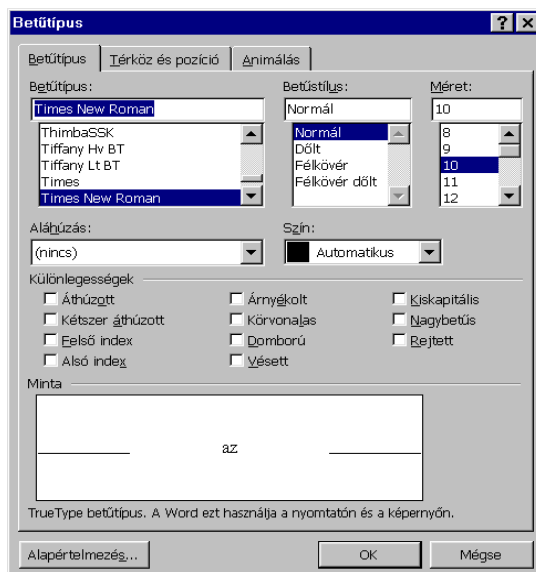 Betűtípus
Betűtípus Térköz és pozíció Animálás
Betűtípus: Betűstílus: Méret:
Times New Roman Normál 10
ThimbaSSK Normál 8
Tiffany Hv BT Dőlt 9
Tiffany Lt BT Félkövér 10
Times Félkövér dőlt 11
Times New Roman 12
Aláhúzás: Szín:
(nincs) Automatikus
Különlegességek
Áthúzott Árnyékolt Kiskapitális
Kétszer áthúzott Körvonalas Nagybetűs
Felső index Domború Rejtett
Alsó index Vésett
Minta
az
TrueType betűtípus. A Word ezt használja a nyomtatón és a képernyőn.
Alapértelmezés... OK Mégse